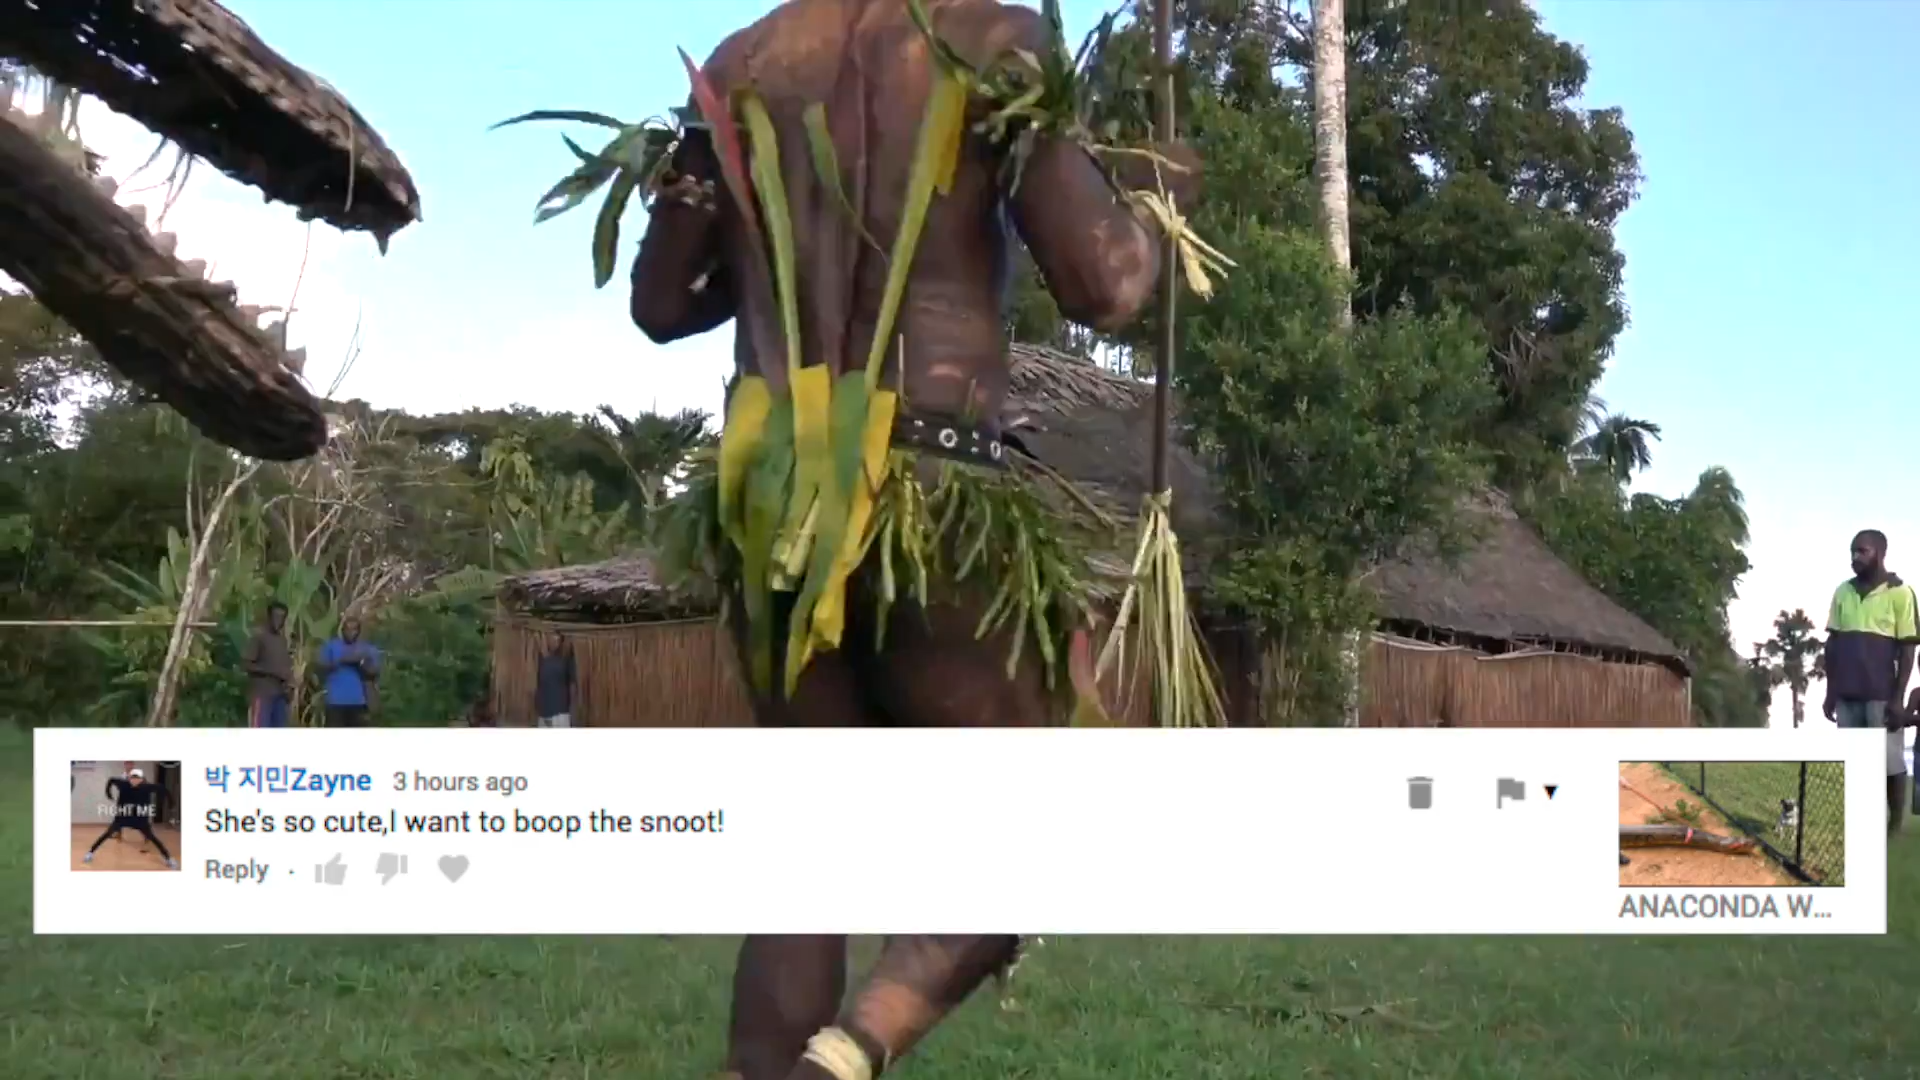 박 지민Zayne 3 hours ago
She's so cute,I want to boop the snoot!
Reply ·
FIGHT ME
ANACONDA W...